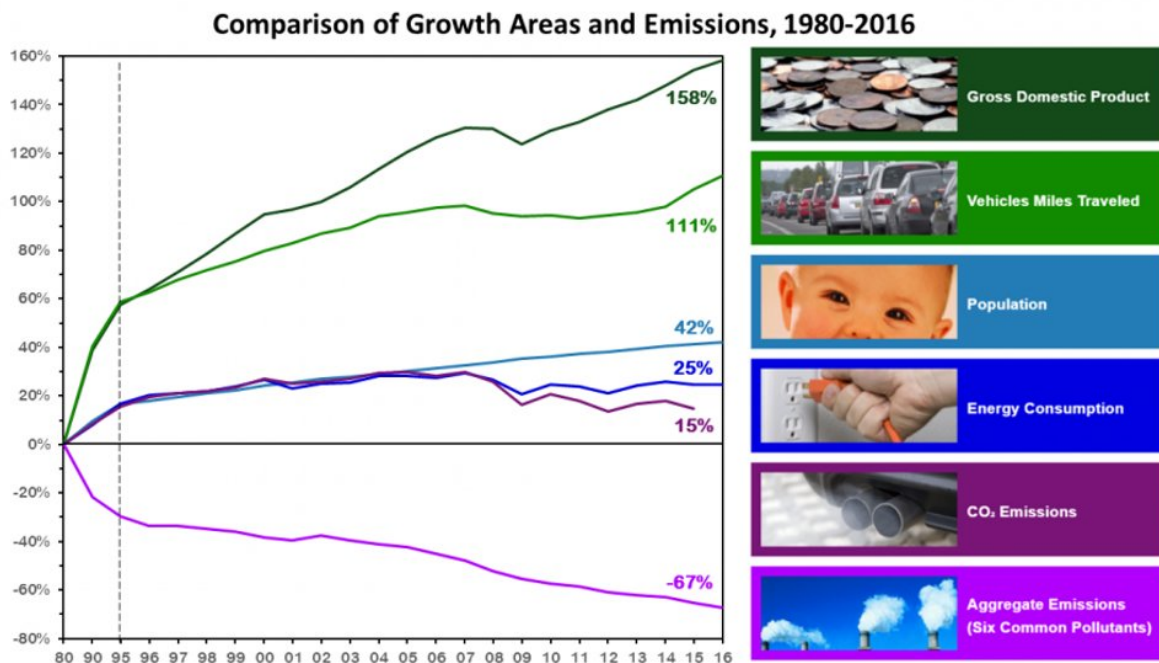 Comparison of Growth Areas and Emissions, 1980-2016
160%
140%
120%
100%
80%
60%
40%
20%
0%
-20%
-40%
-60%
-80%
158%
111%
42%
25%
15%
-67%
80 90 95 96 97 98 99 00 01 02 03 04 05 06 07 08 09 10 11 12 13 14 15 16
Gross Domestic Product
Vehicles Miles Traveled
Population
Energy Consumption
CO₂ Emissions
Aggregate Emissions
(Six Common Pollutants)